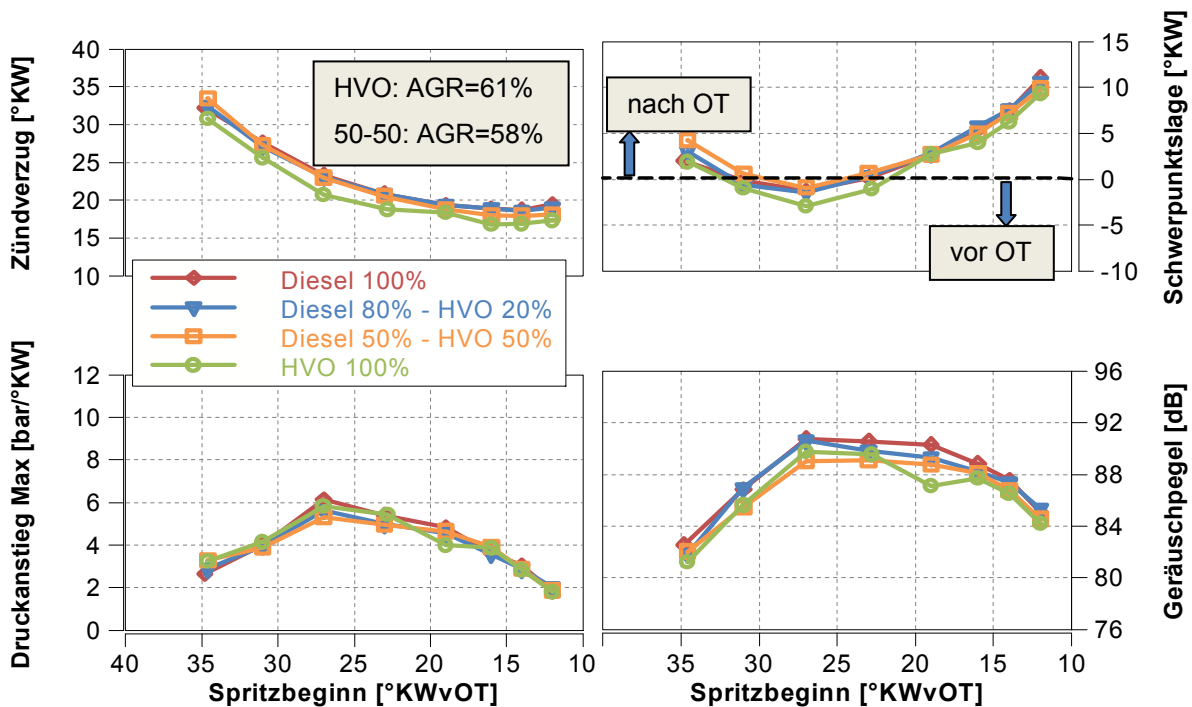 Zündverzug [°KW]
40
35
30
25
20
15
10
HVO: AGR=61%
50-50: AGR=58%
nach OT
vor OT
15
10
5
0
-5
-10
Schwerpunktslage [°KW]
Diesel 100%
Diesel 80% - HVO 20%
Diesel 50% - HVO 50%
HVO 100%
Druckanstieg Max [bar/°KW]
12
10
8
6
4
2
0
40 35 30 25 20 15 10
Spritzbeginn [°KWvOT]
96
92
88
84
80
76
Geräuschpegel [dB]
35 30 25 20 15 10
Spritzbeginn [°KWvOT]